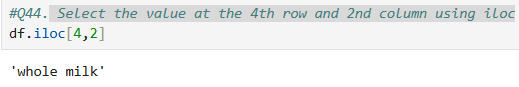 #Q44. Select the value at the 4th row and 2nd column using iloc
df.iloc[4,2]
'whole milk'